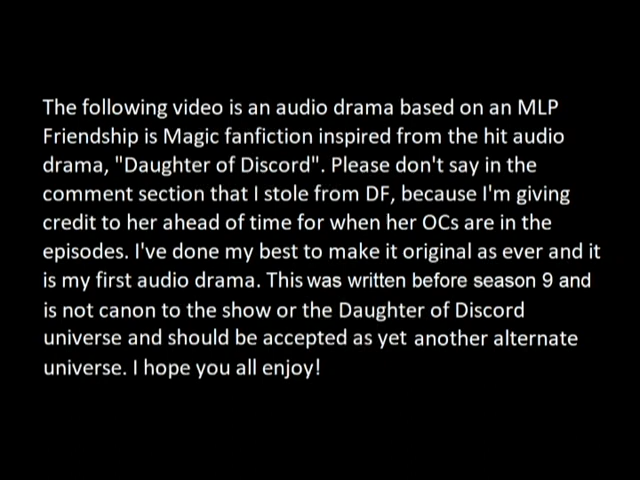 The following video is an audio drama based on an MLP
Friendship is Magic fanfiction inspired from the hit audio
drama, "Daughter of Discord". Please don't say in the
comment section that I stole from DF, because I'm giving
credit to her ahead of time for when her OCs are in the
episodes. I've done my best to make it original as ever and it
is my first audio drama. This was written before season 9 and
is not canon to the show or the Daughter of Discord
universe and should be accepted as yet another alternate
universe. I hope you all enjoy!